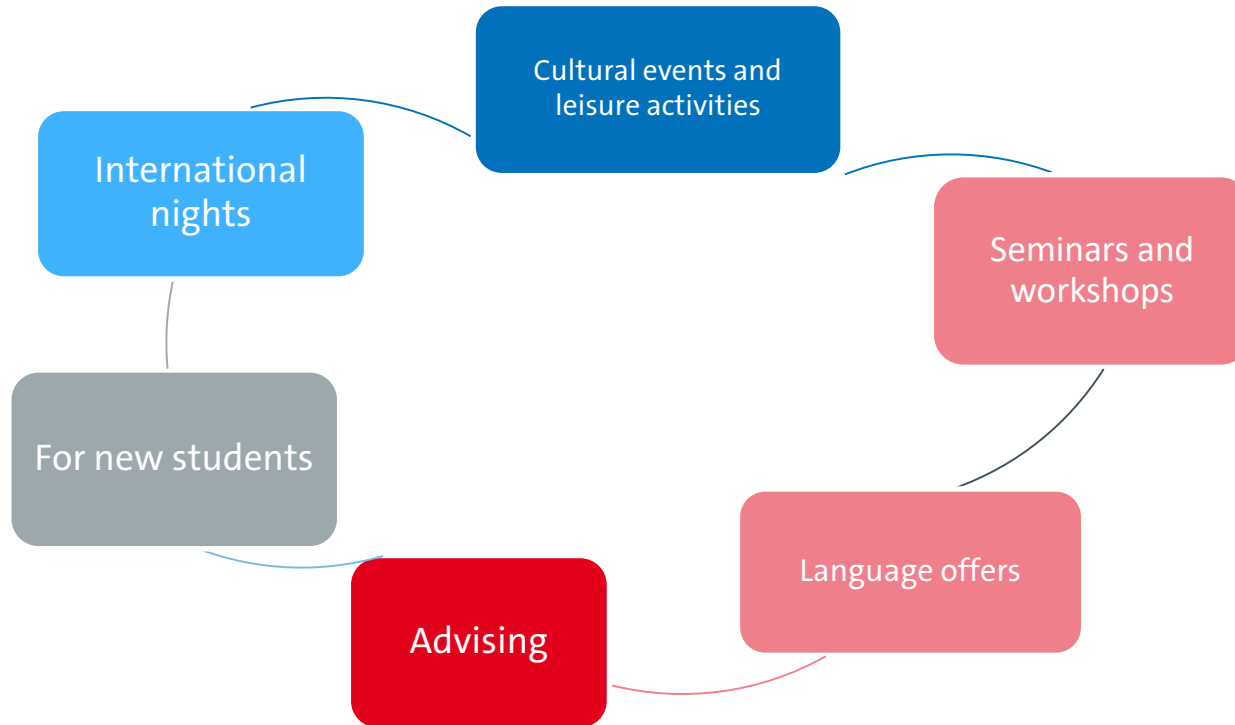 Cultural events and
leisure activities
International
nights
Seminars and
workshops
For new students
Language offers
Advising